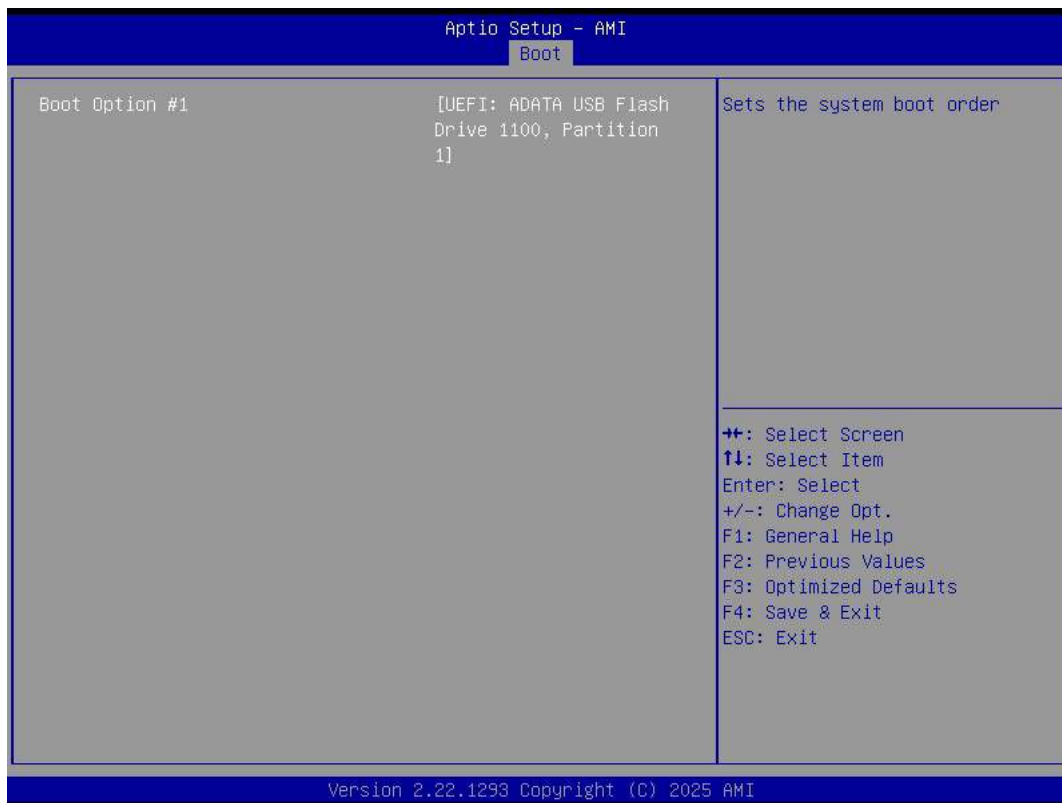 Aptio Setup – AMI
Boot
Boot Option #1
[UEFI: ADATA USB Flash
Drive 1100, Partition
1]
Sets the system boot order
→←: Select Screen
↑↓: Select Item
Enter: Select
+/-: Change Opt.
F1: General Help
F2: Previous Values
F3: Optimized Defaults
F4: Save & Exit
ESC: Exit
Version 2.22.1293 Copyright (C) 2025 AMI